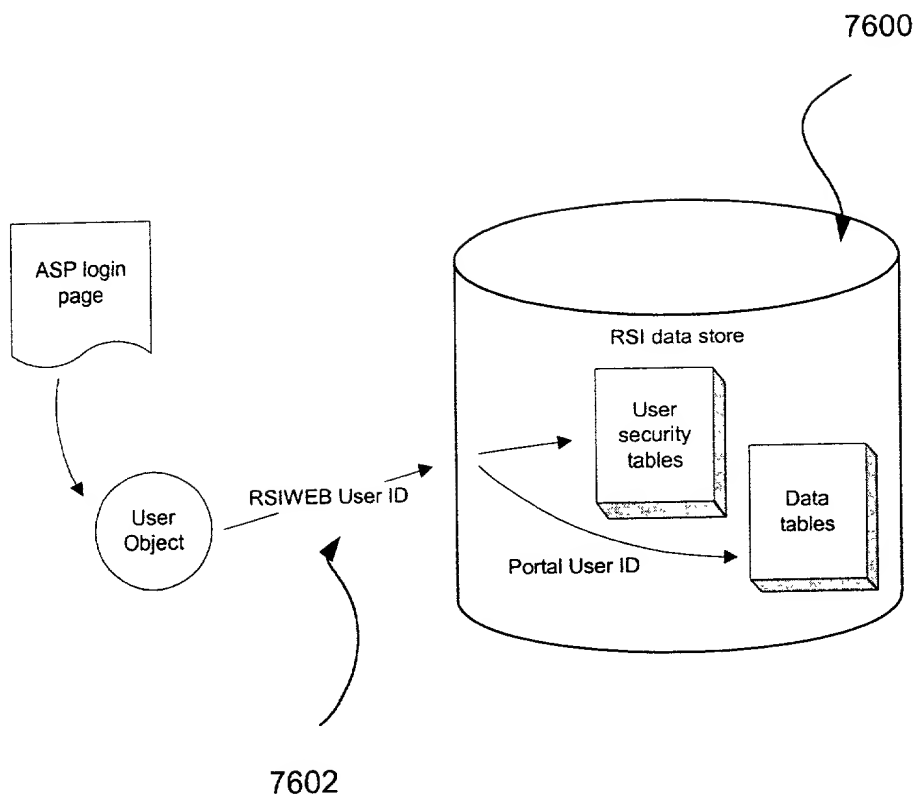 7600
ASP login
page
RSI data store
User
security
tables
User
Object
RSIWEB User ID
Data
tables
Portal User ID
7602